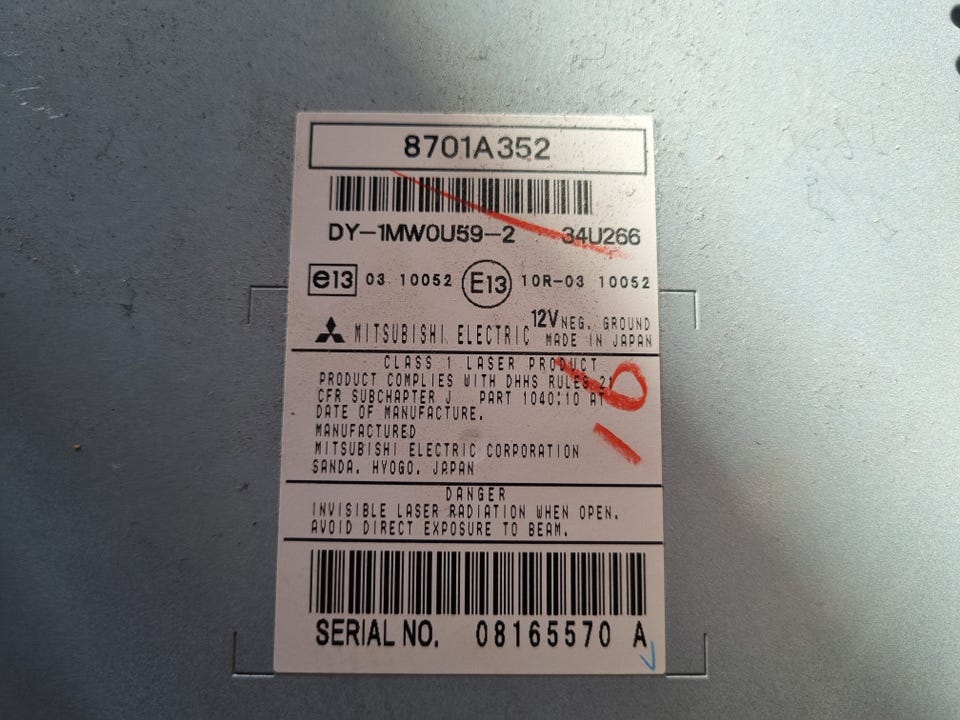 8701A352
DY-1MW0U59-2 34U266
e13 03 10052 E13 10R-03 10052
MITSUBISHI ELECTRIC 12V NEG. GROUND
MADE IN JAPAN
CLASS 1 LASER PRODUCT
PRODUCT COMPLIES WITH DHHS RULES 21
CFR SUBCHAPTER J PART 1040:10 AT
DATE OF MANUFACTURE.
MANUFACTURED
MITSUBISHI ELECTRIC CORPORATION
SANDA. HYOGO. JAPAN
DANGER
INVISIBLE LASER RADIATION WHEN OPEN.
AVOID DIRECT EXPOSURE TO BEAM.
SERIAL NO. 08165570 A